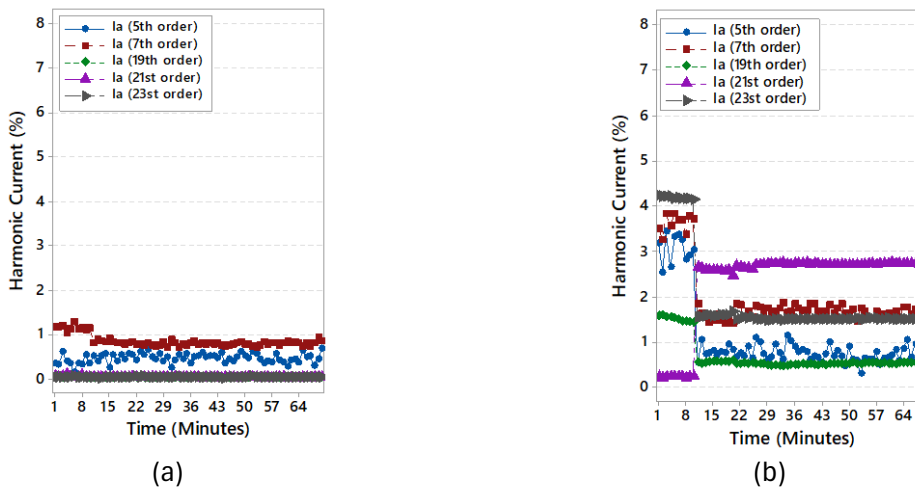 Harmonic Current (%)
8
7
6
5
4
3
2
1
0
Ia (5th order)
Ia (7th order)
Ia (19th order)
Ia (21st order)
Ia (23st order)
1 8 15 22 29 36 43 50 57 64
Time (Minutes)
(a)
Harmonic Current (%)
8
7
6
5
4
3
2
1
0
Ia (5th order)
Ia (7th order)
Ia (19th order)
Ia (21st order)
Ia (23st order)
1 8 15 22 29 36 43 50 57 64
Time (Minutes)
(b)